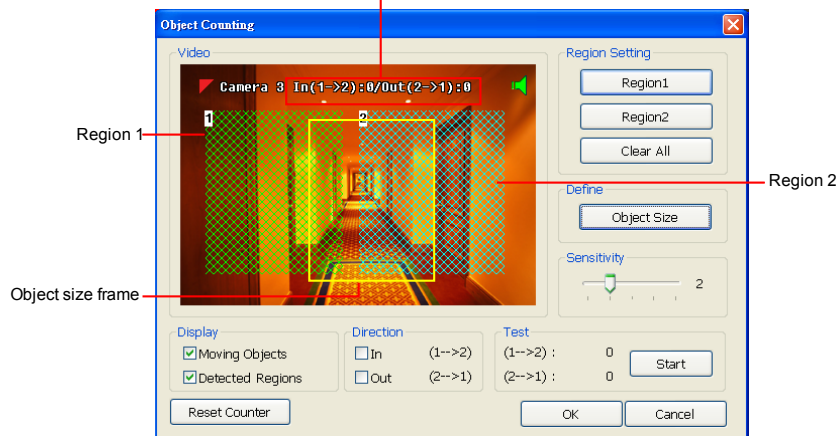 Object Counting
Video
Camera 3 In(1->2):0/Out(2->1):0
1
2
Region 1
Region 2
Object size frame
Region Setting
Region1
Region2
Clear All
Define
Object Size
Sensitivity
2
Display
Moving Objects
Detected Regions
Direction
In (1-->2)
Out (2-->1)
Test
(1-->2) : 0
(2-->1) : 0
Start
Reset Counter
OK
Cancel